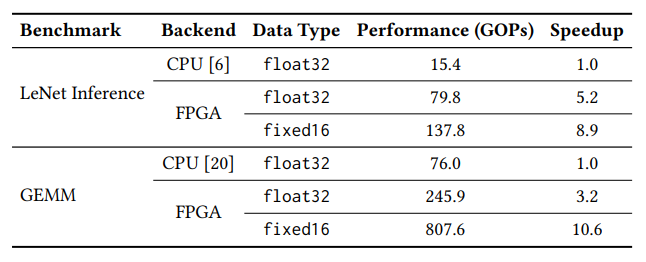 Benchmark Backend Data Type Performance (GOPs) Speedup
LeNet Inference CPU [6] float32 15.4 1.0
FPGA float32 79.8 5.2
fixed16 137.8 8.9
GEMM CPU [20] float32 76.0 1.0
FPGA float32 245.9 3.2
fixed16 807.6 10.6